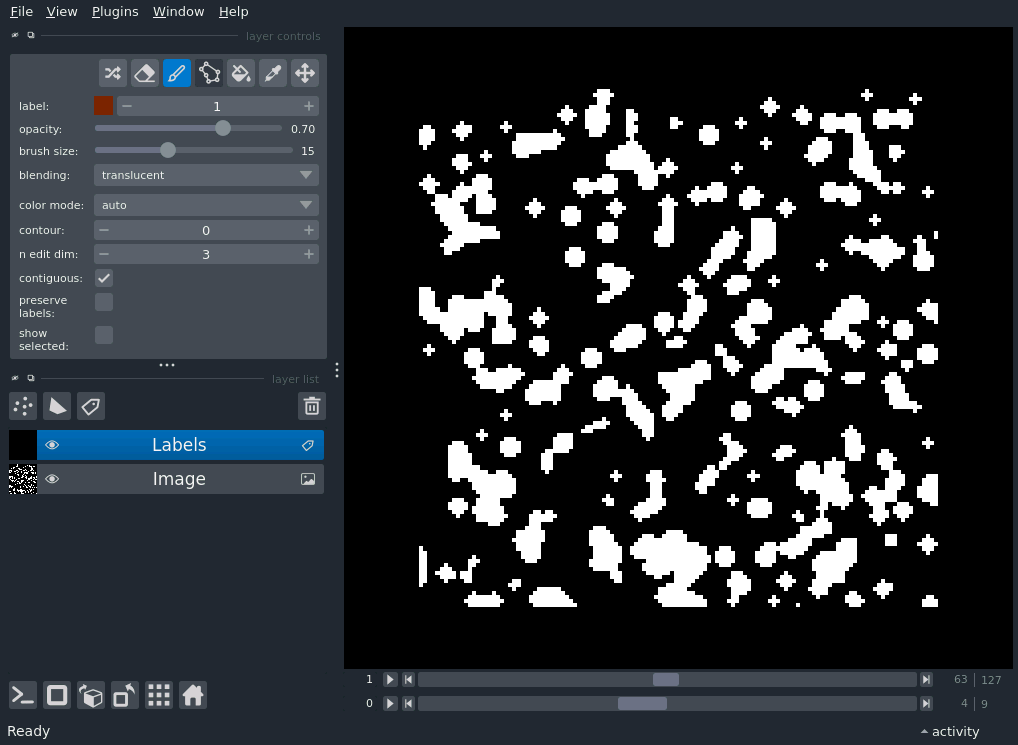 File View Plugins Window Help
layer controls
label: 1
opacity: 0.70
brush size: 15
blending: translucent
color mode: auto
contour: 0
n edit dim: 3
contiguous:
preserve
labels:
show
selected:
layer list
Labels
Image
1 63 127
0 4 9
Ready
activity